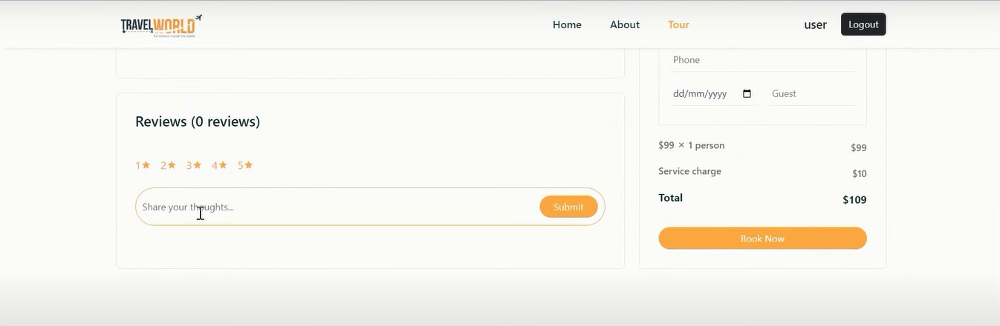 TRAVELWORLD
It's time to travel the world
Home About Tour user Logout
Phone
dd/mm/yyyy Guest
Reviews (0 reviews)
1★ 2★ 3★ 4★ 5★
Share your thoughts... Submit
$99 × 1 person $99
Service charge $10
Total $109
Book Now